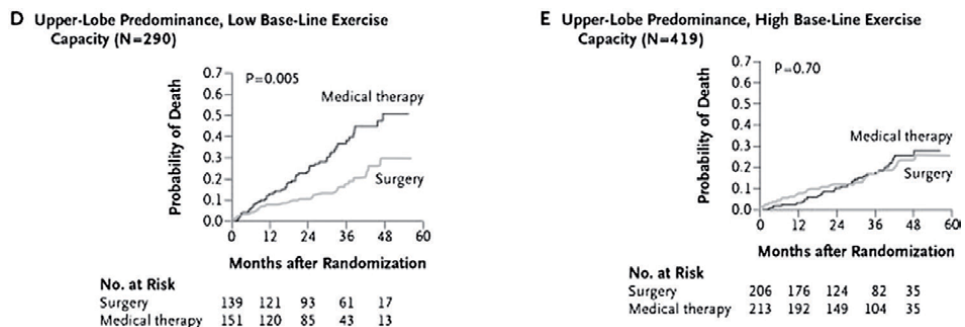 D Upper-Lobe Predominance, Low Base-Line Exercise
Capacity (N=290)
0.7
0.6
0.5
0.4
0.3
0.2
0.1
0.0
Probability of Death
P=0.005
Medical therapy
Surgery
0 12 24 36 48 60
Months after Randomization
No. at Risk
Surgery 139 121 93 61 17
Medical therapy 151 120 85 43 13
E Upper-Lobe Predominance, High Base-Line Exercise
Capacity (N=419)
0.7
0.6
0.5
0.4
0.3
0.2
0.1
0.0
Probability of Death
P=0.70
Medical therapy
Surgery
0 12 24 36 48 60
Months after Randomization
No. at Risk
Surgery 206 176 124 82 35
Medical therapy 213 192 149 104 35